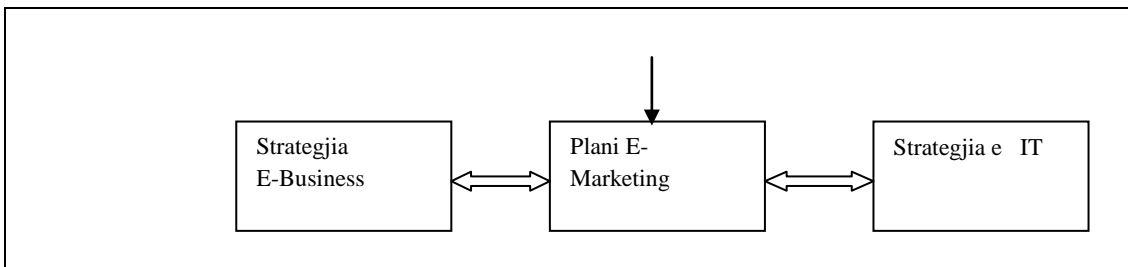 Strategjia
E-Business
Plani E-
Marketing
Strategjia e IT